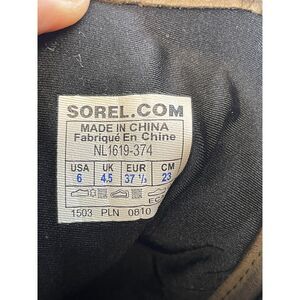 SOREL.COM
MADE IN CHINA
Fabriqué En Chine
NL1619-374
USA UK EUR CM
6 4.5 37 1/3 23
1503 PLN 0810